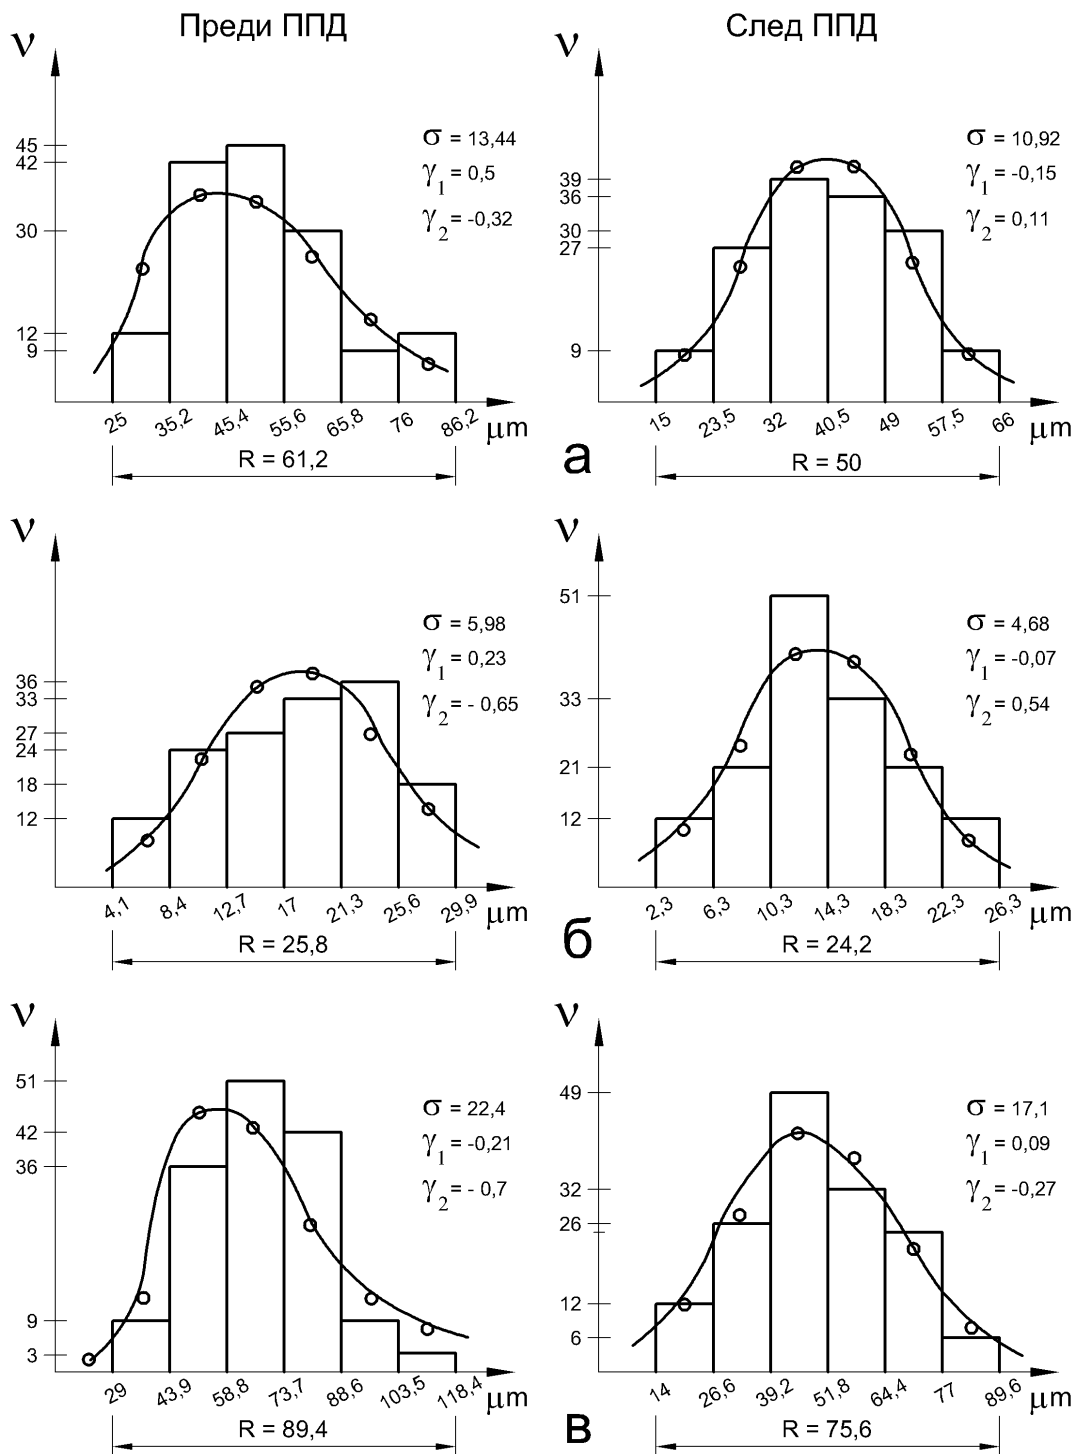 Преди ППД
След ППД
ν
45
42
30
12
9
σ = 13,44
γ1 = 0,5
γ2 = -0,32
25 35,2 45,4 55,6 65,8 76 86,2 μm
R = 61,2
ν
39
36
30
27
9
σ = 10,92
γ1 = -0,15
γ2 = 0,11
15 23,5 32 40,5 49 57,5 66 μm
R = 50
а
ν
36
33
27
24
18
12
σ = 5,98
γ1 = 0,23
γ2 = - 0,65
4,1 8,4 12,7 17 21,3 25,6 29,9 μm
R = 25,8
ν
51
33
21
12
σ = 4,68
γ1 = -0,07
γ2 = 0,54
2,3 6,3 10,3 14,3 18,3 22,3 26,3 μm
R = 24,2
б
ν
51
42
36
9
3
σ = 22,4
γ1 = -0,21
γ2 = - 0,7
29 43,9 58,8 73,7 88,6 103,5 118,4 μm
R = 89,4
ν
49
32
26
12
6
σ = 17,1
γ1 = 0,09
γ2 = -0,27
14 26,6 39,2 51,8 64,4 77 89,6 μm
R = 75,6
в